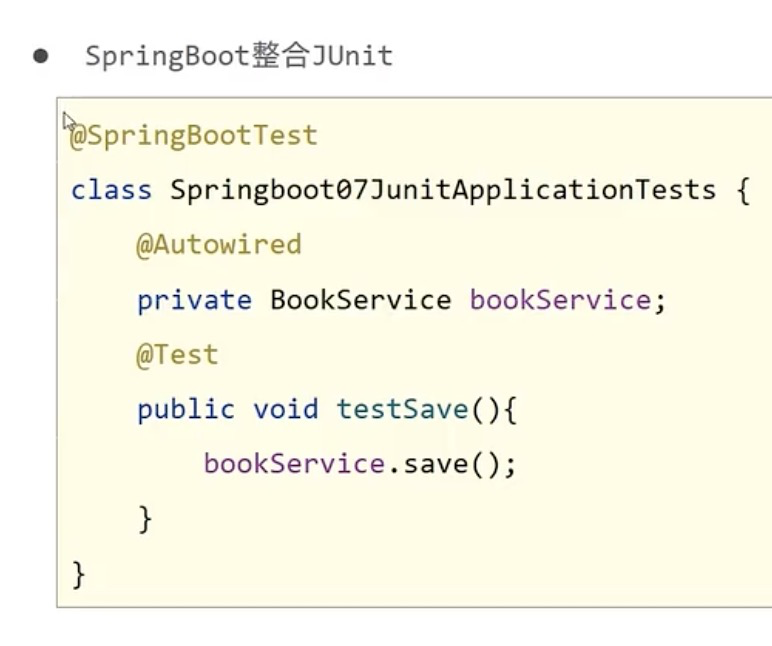 ● SpringBoot整合JUnit
@SpringBootTest
class Springboot07JunitApplicationTests {
    @Autowired
    private BookService bookService;
    @Test
    public void testSave(){
        bookService.save();
    }
}